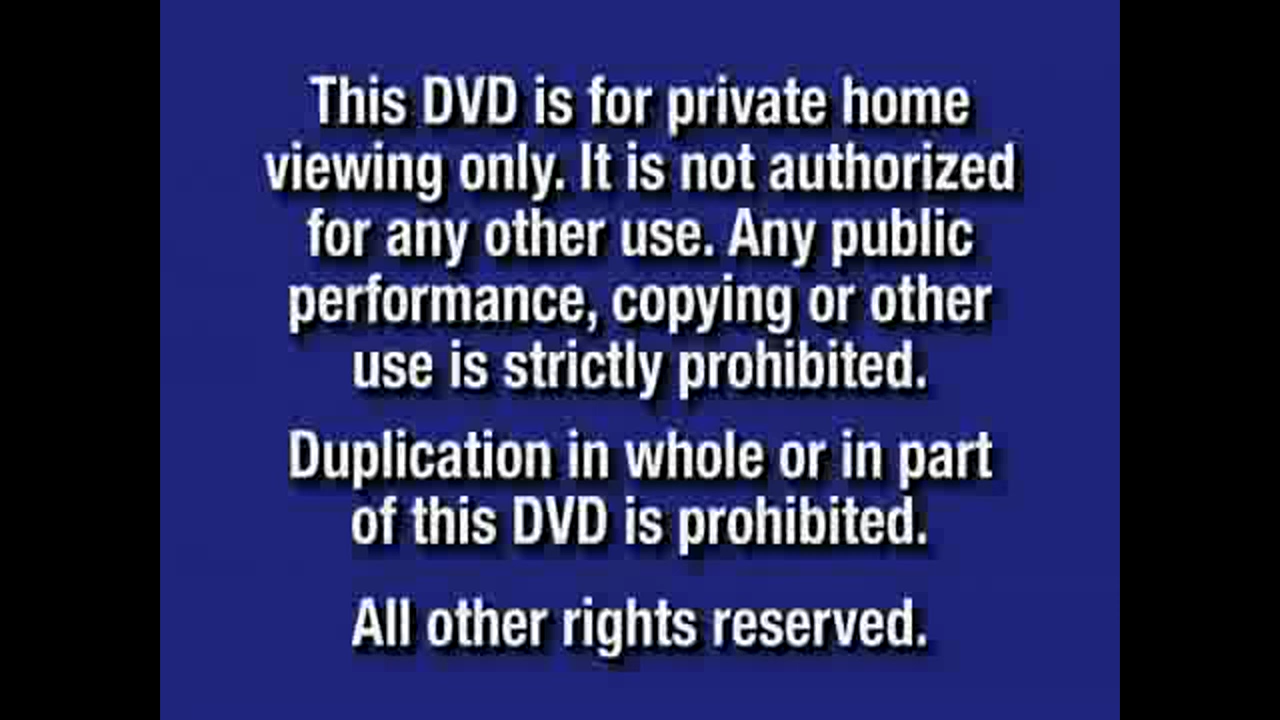 This DVD is for private home
viewing only. It is not authorized
for any other use. Any public
performance, copying or other
use is strictly prohibited.
Duplication in whole or in part
of this DVD is prohibited.
All other rights reserved.